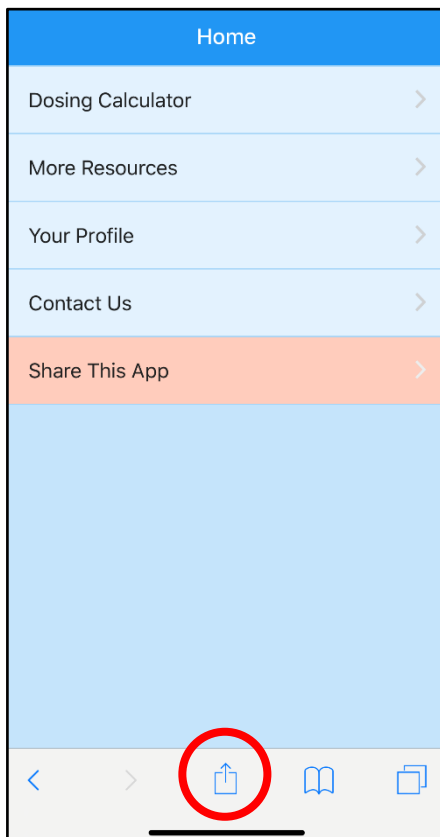 Home
Dosing Calculator
More Resources
Your Profile
Contact Us
Share This App